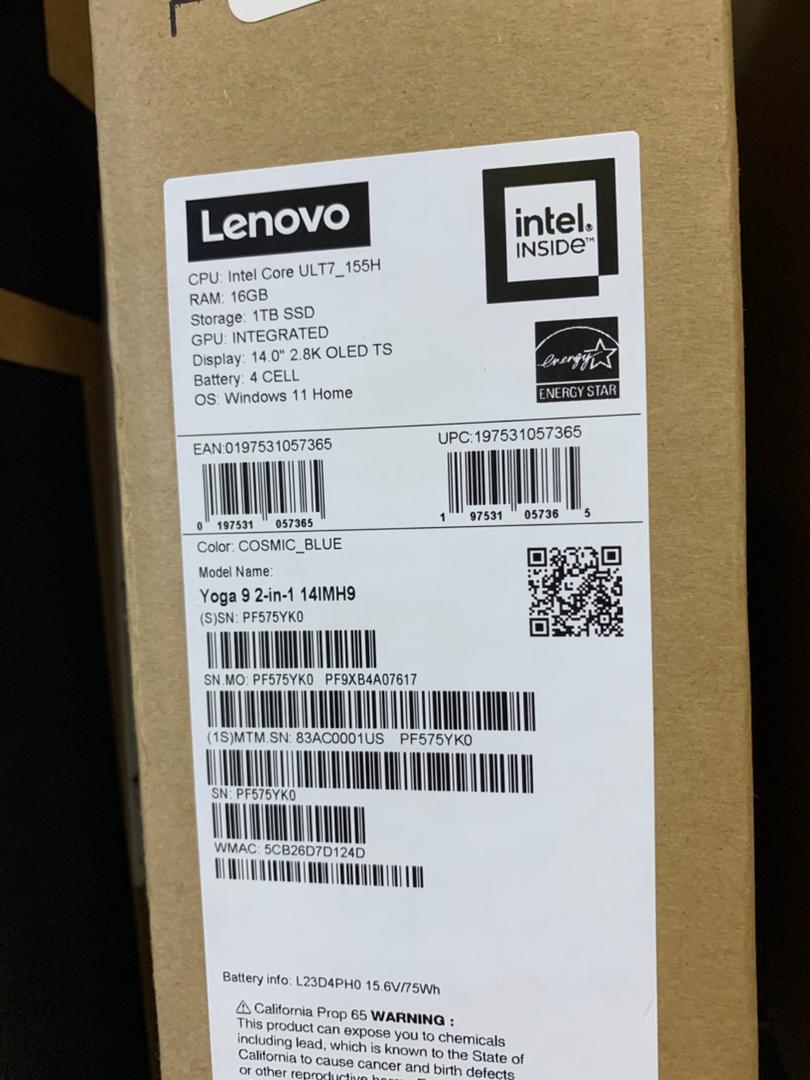 Lenovo
intel.®
INSIDE™
CPU: Intel Core ULT7_155H
RAM: 16GB
Storage: 1TB SSD
GPU: INTEGRATED
Display: 14.0" 2.8K OLED TS
Battery: 4 CELL
OS: Windows 11 Home
energy
ENERGY STAR
EAN:0197531057365
UPC:197531057365
0 197531 057365
1 97531 05736 5
Color: COSMIC_BLUE
Model Name:
Yoga 9 2-in-1 14IMH9
(S)SN: PF575YK0
SN.MO: PF575YK0 PF9XB4A07617
(1S)MTM.SN: 83AC0001US PF575YK0
SN: PF575YK0
WMAC: 5CB26D7D124D
Battery info: L23D4PH0 15.6V/75Wh
⚠ California Prop 65 WARNING :
This product can expose you to chemicals
including lead, which is known to the State of
California to cause cancer and birth defects
or other reproductive